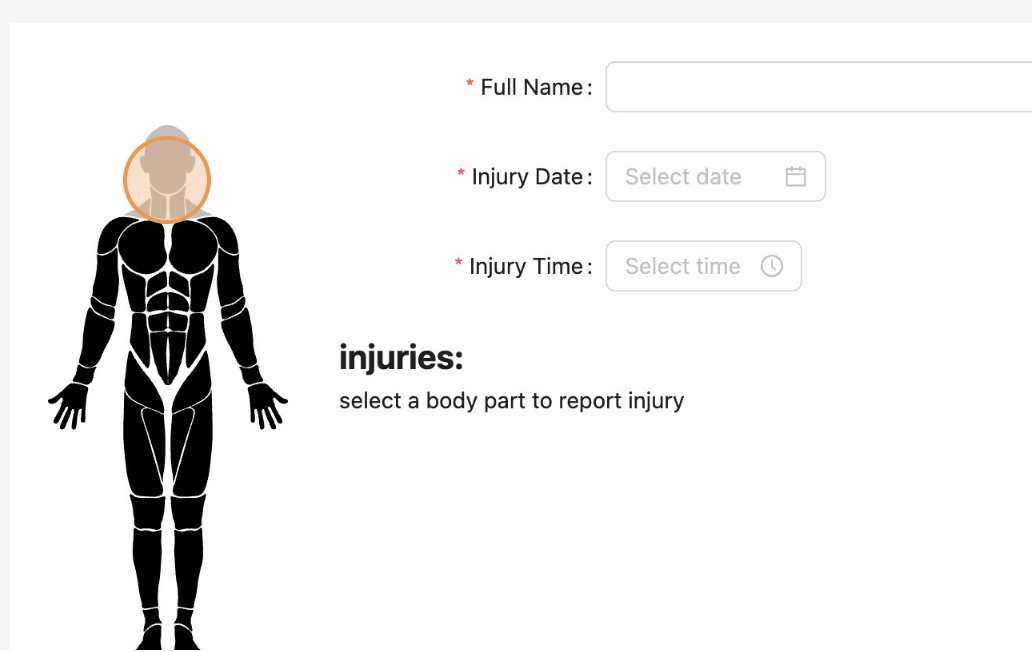 * Full Name:
* Injury Date:
Select date
* Injury Time:
Select time
injuries:
select a body part to report injury